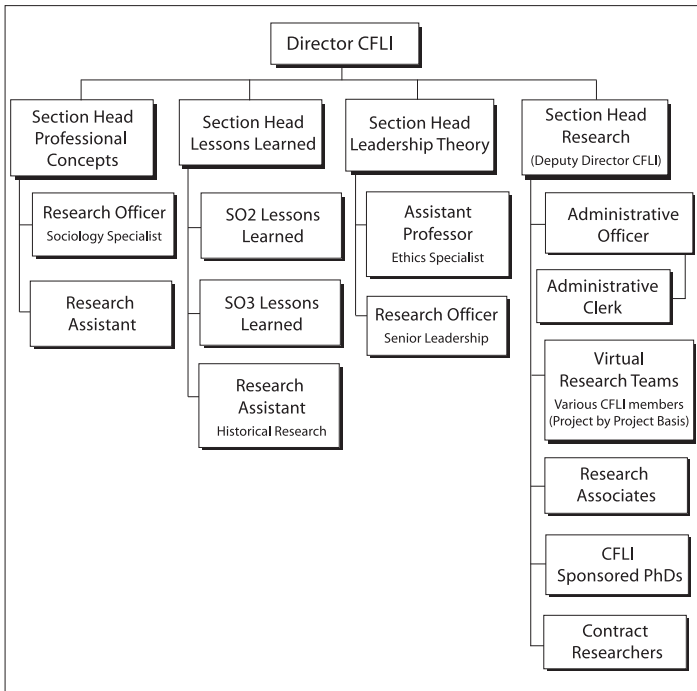 Director CFLI
Section Head
Professional
Concepts
Research Officer
Sociology Specialist
Research
Assistant
Section Head
Lessons Learned
SO2 Lessons
Learned
SO3 Lessons
Learned
Research
Assistant
Historical Research
Section Head
Leadership Theory
Assistant
Professor
Ethics Specialist
Research Officer
Senior Leadership
Section Head
Research
(Deputy Director CFLI)
Administrative
Officer
Administrative
Clerk
Virtual
Research Teams
Various CFLI members
(Project by Project Basis)
Research
Associates
CFLI
Sponsored PhDs
Contract
Researchers